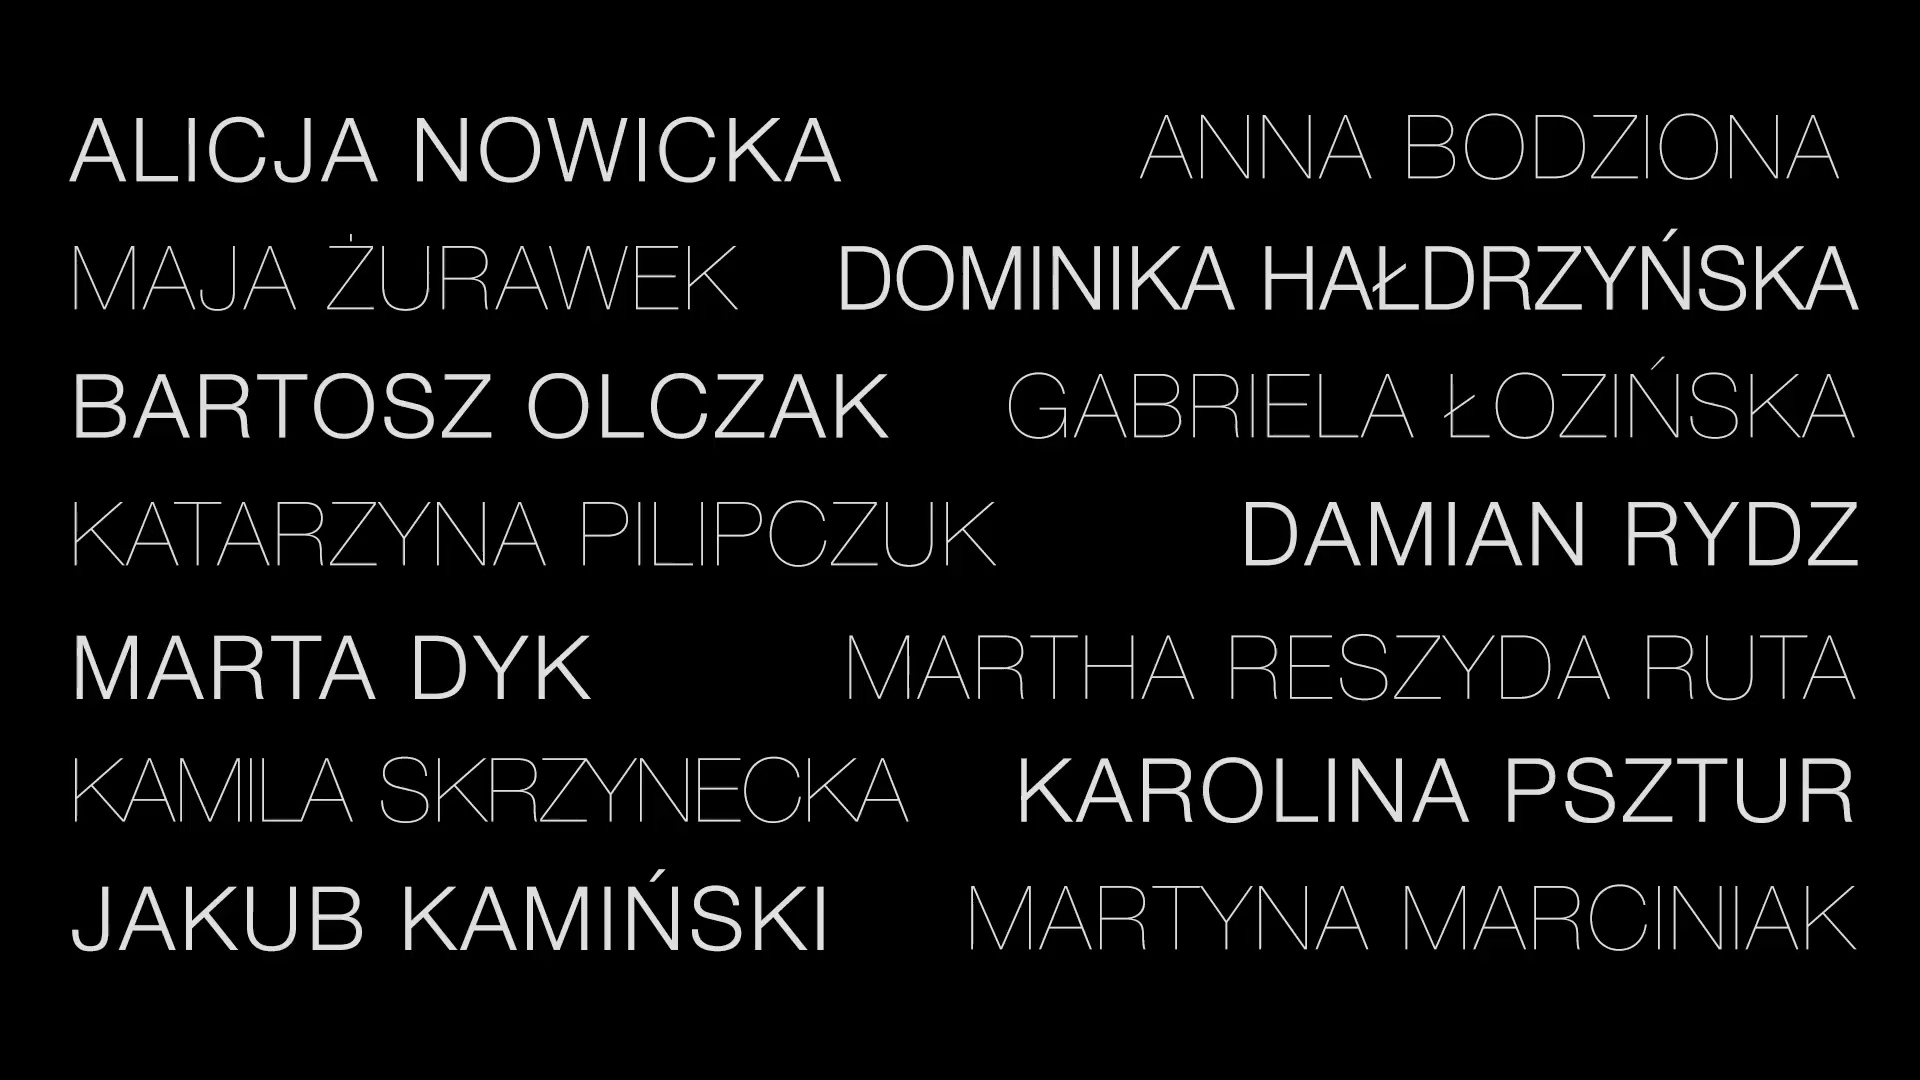 ALICJA NOWICKA ANNA BODZIONA
MAJA ŻURAWEK DOMINIKA HAŁDRZYŃSKA
BARTOSZ OLCZAK GABRIELA ŁOZIŃSKA
KATARZYNA PILIPCZUK DAMIAN RYDZ
MARTA DYK MARTHA RESZYDA RUTA
KAMILA SKRZYNECKA KAROLINA PSZTUR
JAKUB KAMIŃSKI MARTYNA MARCINIAK